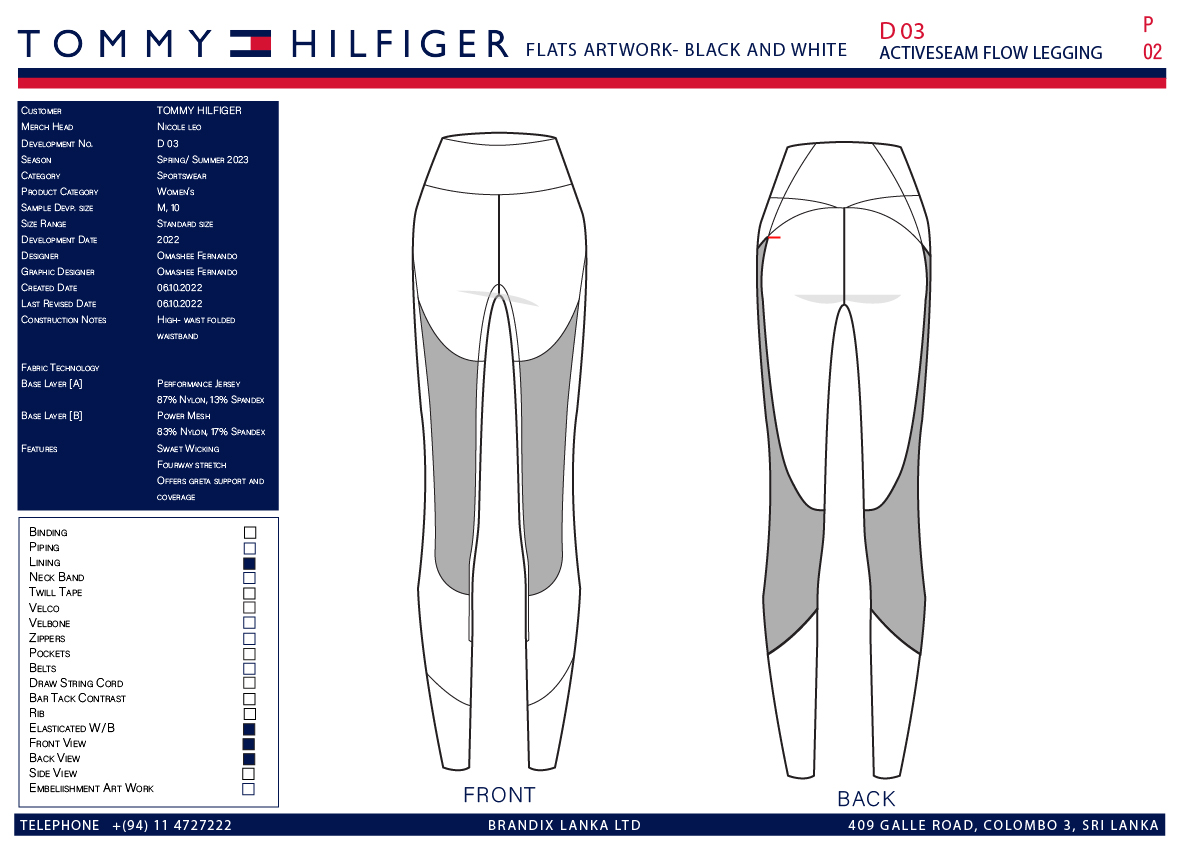 TOMMY HILFIGER FLATS ARTWORK- BLACK AND WHITE
D 03
ACTIVESEAM FLOW LEGGING
P
02
CUSTOMER TOMMY HILFIGER
MERCH HEAD NICOLE LEO
DEVELOPMENT NO. D 03
SEASON SPRING/ SUMMER 2023
CATEGORY SPORTSWEAR
PRODUCT CATEGORY WOMEN'S
SAMPLE DEVP. SIZE M, 10
SIZE RANGE STANDARD SIZE
DEVELOPMENT DATE 2022
DESIGNER OMASHEE FERNANDO
GRAPHIC DESIGNER OMASHEE FERNANDO
CREATED DATE 06.10.2022
LAST REVISED DATE 06.10.2022
CONSTRUCTION NOTES HIGH- WAIST FOLDED
WAISTBAND
FABRIC TECHNOLOGY
BASE LAYER [A] PERFORMANCE JERSEY
87% NYLON, 13% SPANDEX
BASE LAYER [B] POWER MESH
83% NYLON, 17% SPANDEX
FEATURES SWAET WICKING
FOURWAY STRETCH
OFFERS GRETA SUPPORT AND
COVERAGE
BINDING
PIPING
LINING
NECK BAND
TWILL TAPE
VELCO
VELBONE
ZIPPERS
POCKETS
BELTS
DRAW STRING CORD
BAR TACK CONTRAST
RIB
ELASTICATED W/B
FRONT VIEW
BACK VIEW
SIDE VIEW
EMBELIISHMENT ART WORK
FRONT
BACK
TELEPHONE +(94) 11 4727222 BRANDIX LANKA LTD 409 GALLE ROAD, COLOMBO 3, SRI LANKA